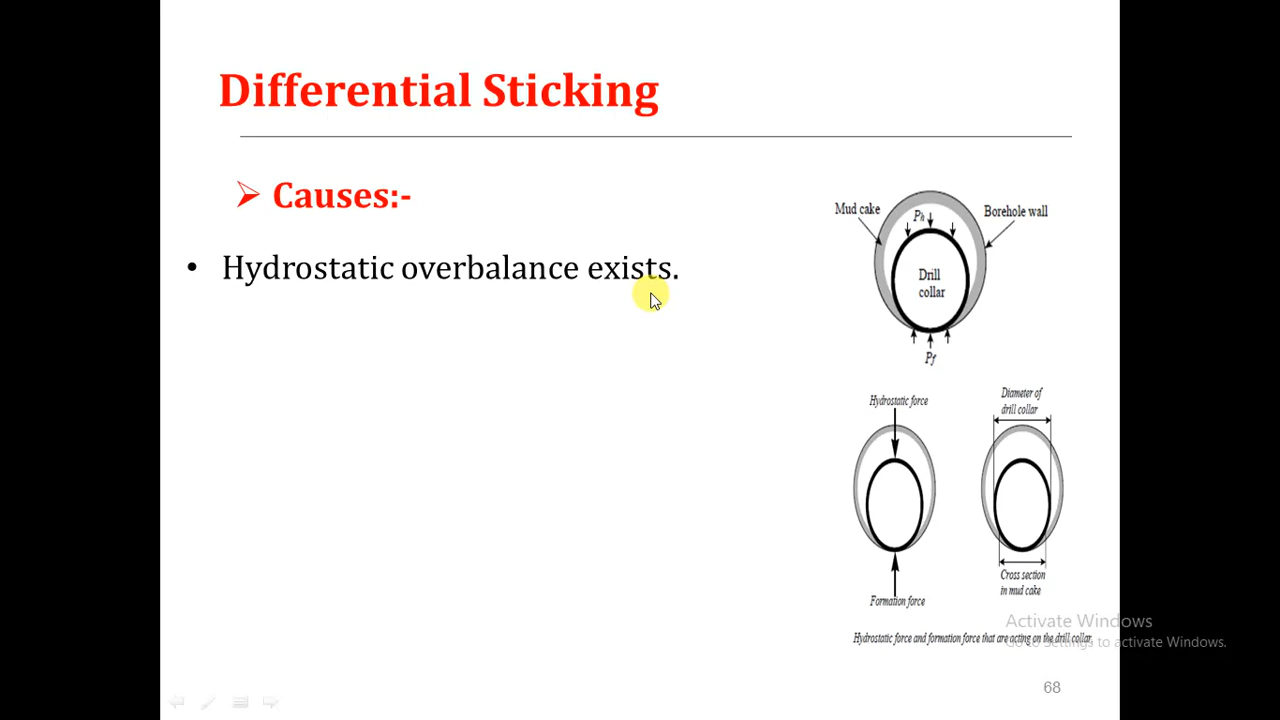 Differential Sticking
➢ Causes:-
• Hydrostatic overbalance exists.
Mud cake
Ph
Borehole wall
Drill
collar
Pf
Hydrostatic force
Diameter of
drill collar
Formation force
Cross section
in mud cake
Hydrostatic force and formation force that are acting on the drill collar
Activate Windows
Go to Settings to activate Windows.
68